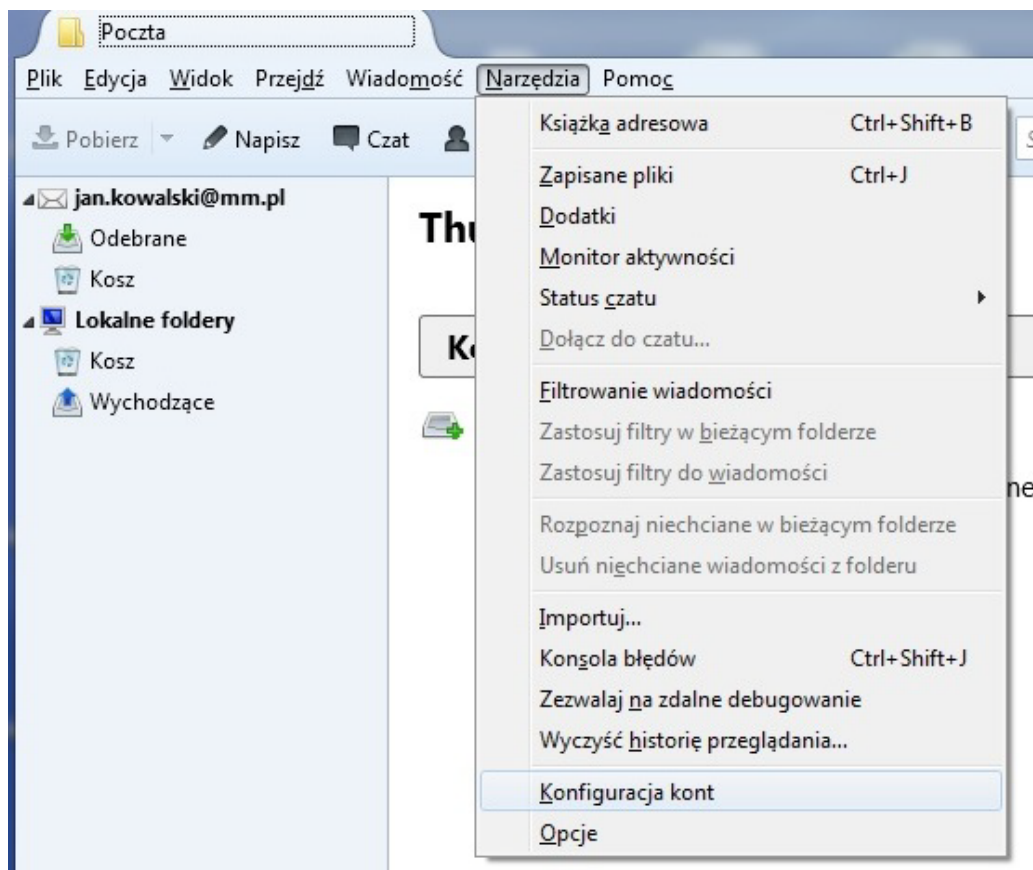 Poczta
Plik Edycja Widok Przejdź Wiadomość Narzędzia Pomoc
Pobierz Napisz Czat
jan.kowalski@mm.pl
Odebrane
Kosz
Lokalne foldery
Kosz
Wychodzące
Książka adresowa Ctrl+Shift+B
Zapisane pliki Ctrl+J
Dodatki
Monitor aktywności
Status czatu
Dołącz do czatu...
Filtrowanie wiadomości
Zastosuj filtry w bieżącym folderze
Zastosuj filtry do wiadomości
Rozpoznaj niechciane w bieżącym folderze
Usuń niechciane wiadomości z folderu
Importuj...
Konsola błędów Ctrl+Shift+J
Zezwalaj na zdalne debugowanie
Wyczyść historię przeglądania...
Konfiguracja kont
Opcje